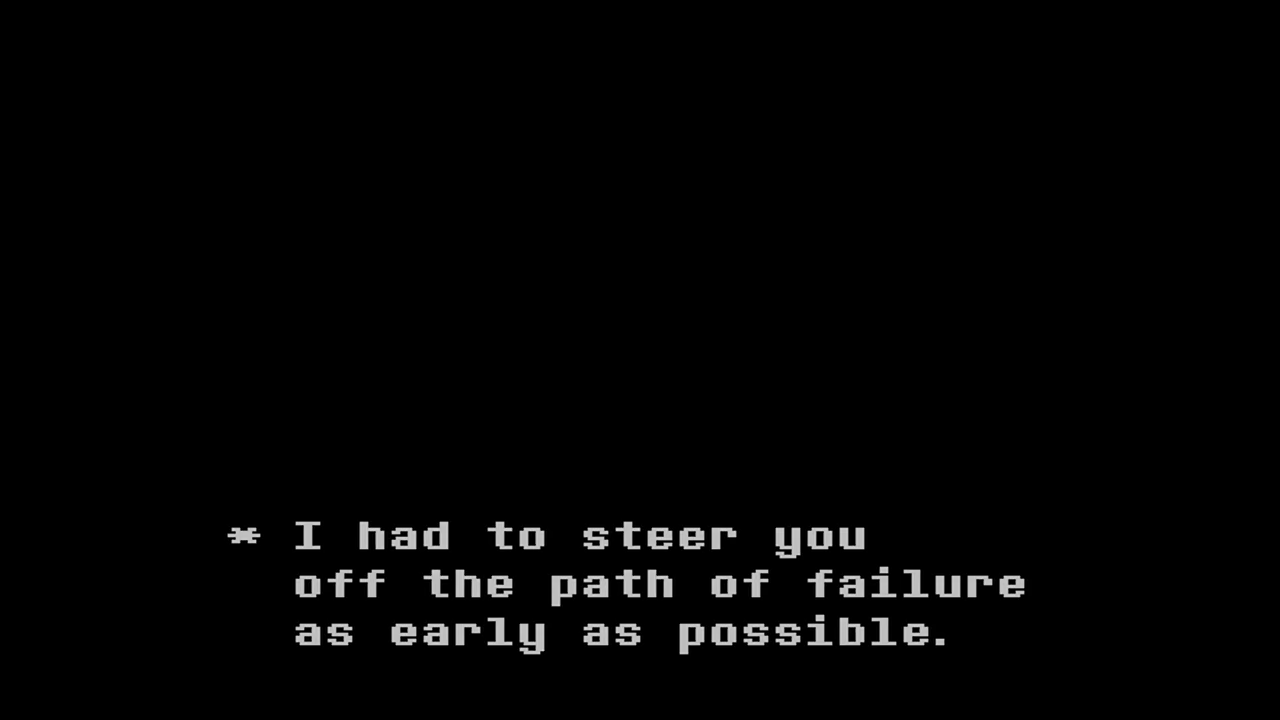 * I had to steer you
off the path of failure
as early as possible.